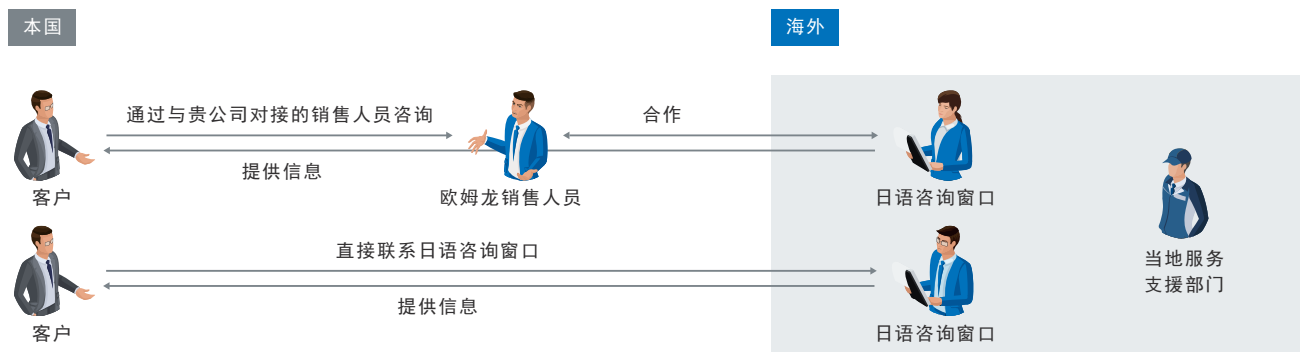 本国
海外
通过与贵公司对接的销售人员咨询
合作
提供信息
客户
欧姆龙销售人员
日语咨询窗口
直接联系日语咨询窗口
当地服务
支援部门
提供信息
客户
日语咨询窗口